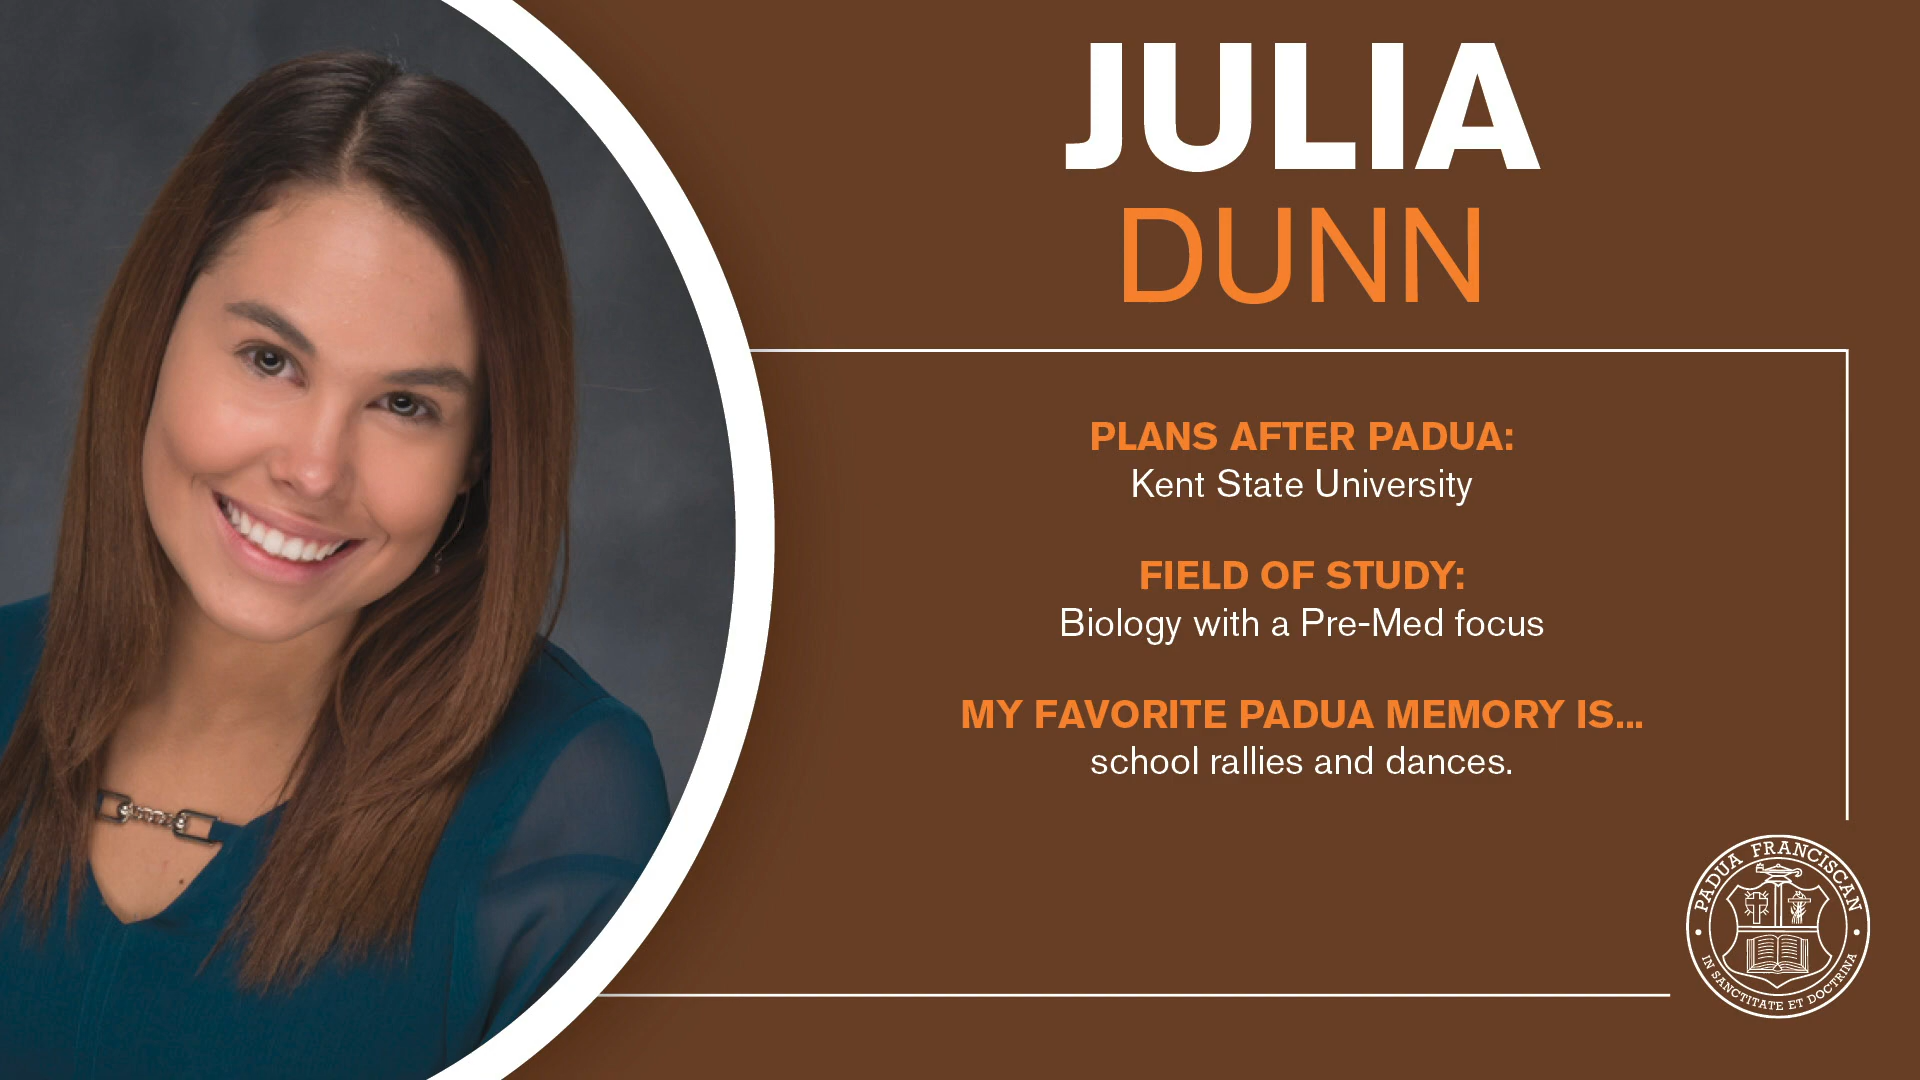 JULIA
DUNN
PLANS AFTER PADUA:
Kent State University
FIELD OF STUDY:
Biology with a Pre-Med focus
MY FAVORITE PADUA MEMORY IS...
school rallies and dances.
PADUA FRANCISCAN
IN SANCTITATE ET DOCTRINA